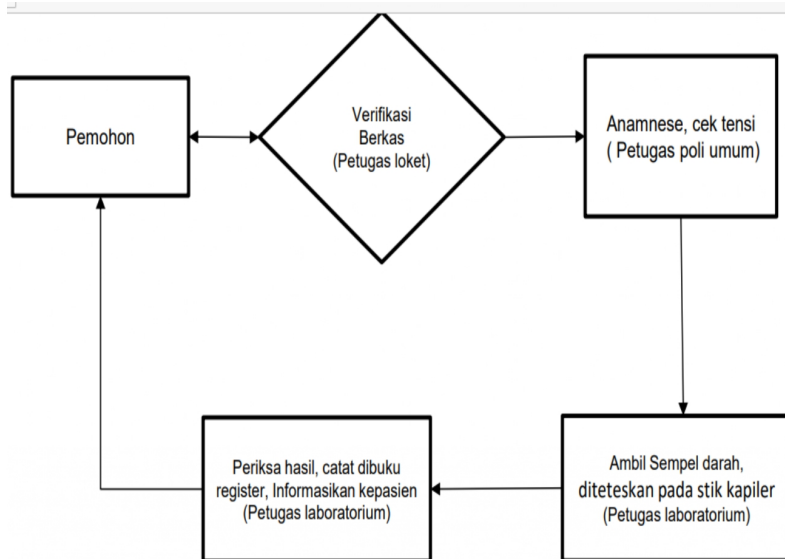 Pemohon
Verifikasi
Berkas
(Petugas loket)
Anamnese, cek tensi
( Petugas poli umum)
Ambil Sempel darah,
diteteskan pada stik kapiler
(Petugas laboratorium)
Periksa hasil, catat dibuku
register, Informasikan kepasien
(Petugas laboratorium)